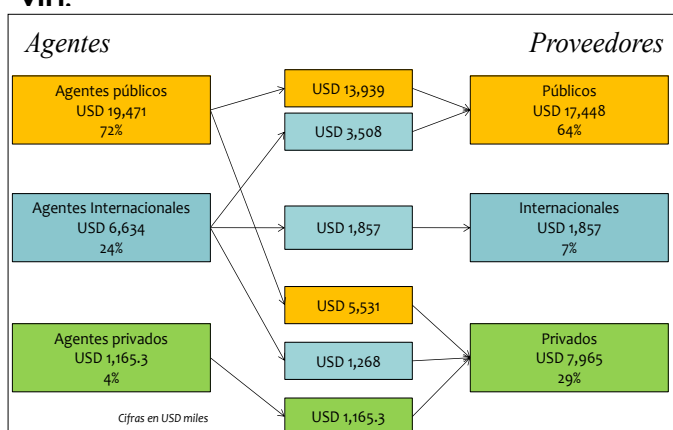 VIH.
Agentes
Proveedores
Agentes públicos
USD 19,471
72%
USD 13,939
USD 3,508
Públicos
USD 17,448
64%
Agentes Internacionales
USD 6,634
24%
USD 1,857
Internacionales
USD 1,857
7%
USD 5,531
Agentes privados
USD 1,165.3
4%
USD 1,268
USD 1,165.3
Privados
USD 7,965
29%
Cifras en USD miles